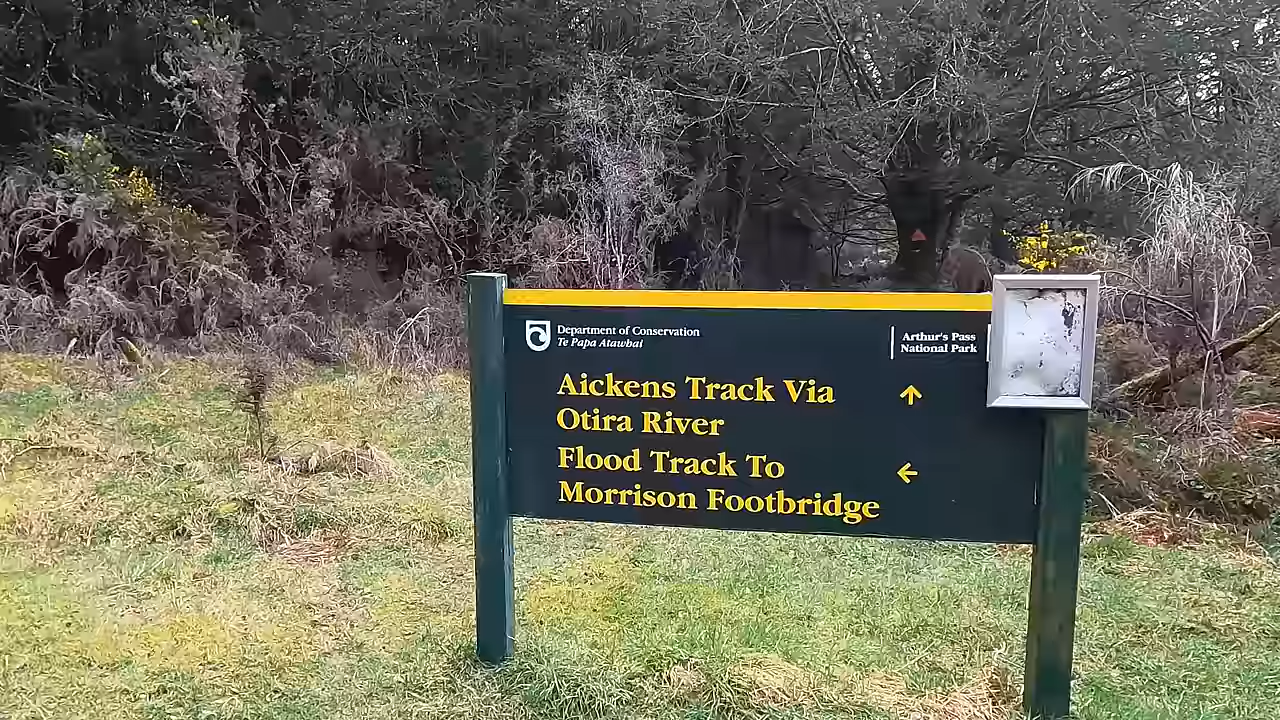 Department of Conservation
Te Papa Atawbai
Arthur's Pass
National Park
Aickens Track Via
Otira River
Flood Track To
Morrison Footbridge